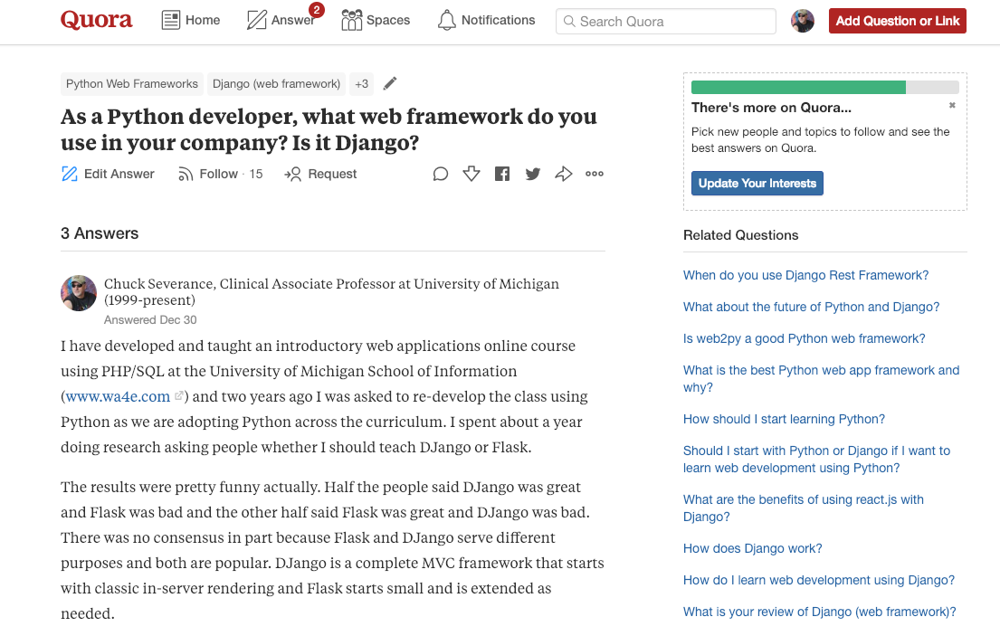 Quora
Home
Answer
2
Spaces
Notifications
Search Quora
Add Question or Link
Python Web Frameworks
Django (web framework)
+3
As a Python developer, what web framework do you
use in your company? Is it Django?
Edit Answer
Follow · 15
Request
3 Answers
Chuck Severance, Clinical Associate Professor at University of Michigan
(1999-present)
Answered Dec 30
I have developed and taught an introductory web applications online course
using PHP/SQL at the University of Michigan School of Information
(www.wa4e.com) and two years ago I was asked to re-develop the class using
Python as we are adopting Python across the curriculum. I spent about a year
doing research asking people whether I should teach DJango or Flask.
The results were pretty funny actually. Half the people said DJango was great
and Flask was bad and the other half said Flask was great and DJango was bad.
There was no consensus in part because Flask and DJango serve different
purposes and both are popular. DJango is a complete MVC framework that starts
with classic in-server rendering and Flask starts small and is extended as
needed.
There's more on Quora...
Pick new people and topics to follow and see the
best answers on Quora.
Update Your Interests
Related Questions
When do you use Django Rest Framework?
What about the future of Python and Django?
Is web2py a good Python web framework?
What is the best Python web app framework and
why?
How should I start learning Python?
Should I start with Python or Django if I want to
learn web development using Python?
What are the benefits of using react.js with
Django?
How does Django work?
How do I learn web development using Django?
What is your review of Django (web framework)?